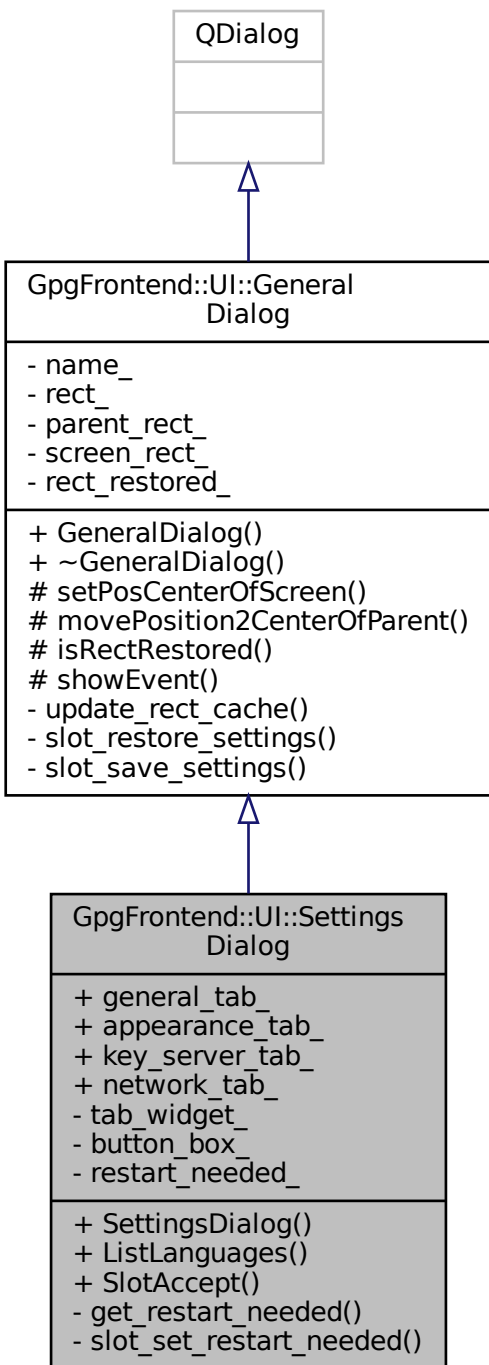 QDialog
GpgFrontend::UI::General
Dialog
- name_
- rect_
- parent_rect_
- screen_rect_
- rect_restored_
+ GeneralDialog()
+ ~GeneralDialog()
# setPosCenterOfScreen()
# movePosition2CenterOfParent()
# isRectRestored()
# showEvent()
- update_rect_cache()
- slot_restore_settings()
- slot_save_settings()
GpgFrontend::UI::Settings
Dialog
+ general_tab_
+ appearance_tab_
+ key_server_tab_
+ network_tab_
- tab_widget_
- button_box_
- restart_needed_
+ SettingsDialog()
+ ListLanguages()
+ SlotAccept()
- get_restart_needed()
- slot_set_restart_needed()